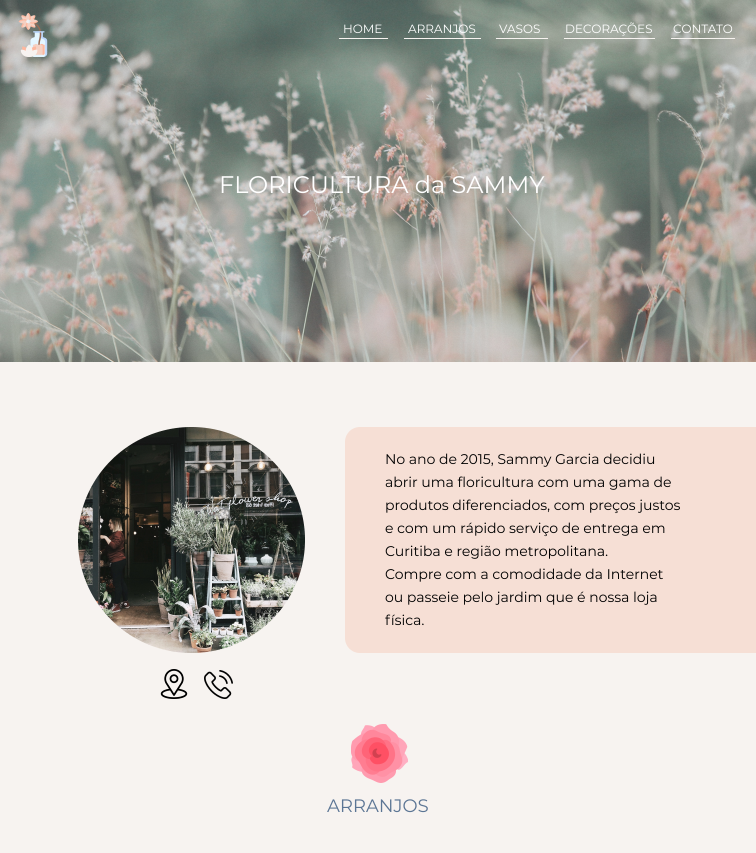 HOME ARRANJOS VASOS DECORAÇÕES CONTATO
FLORICULTURA da SAMMY
Flower shop
No ano de 2015, Sammy Garcia decidiu
abrir uma floricultura com uma gama de
produtos diferenciados, com preços justos
e com um rápido serviço de entrega em
Curitiba e região metropolitana.
Compre com a comodidade da Internet
ou passeie pelo jardim que é nossa loja
física.
ARRANJOS